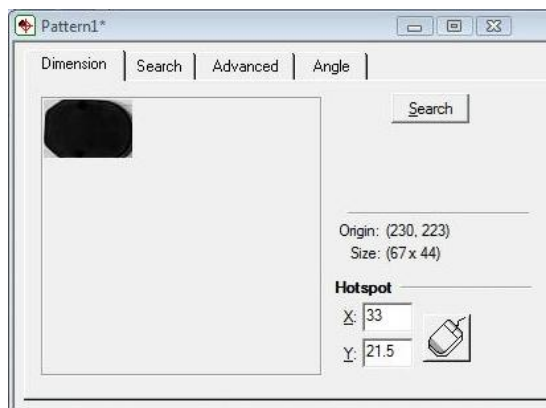 Pattern1*
Dimension Search Advanced Angle
Search
Origin: (230, 223)
Size: (67 x 44)
Hotspot
X: 33
Y: 21.5